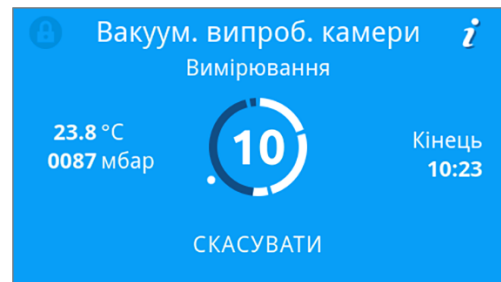 Вакуум. випроб. камери i
Вимірювання
23.8 °C
0087 мбар
10
Кінець
10:23
СКАСУВАТИ